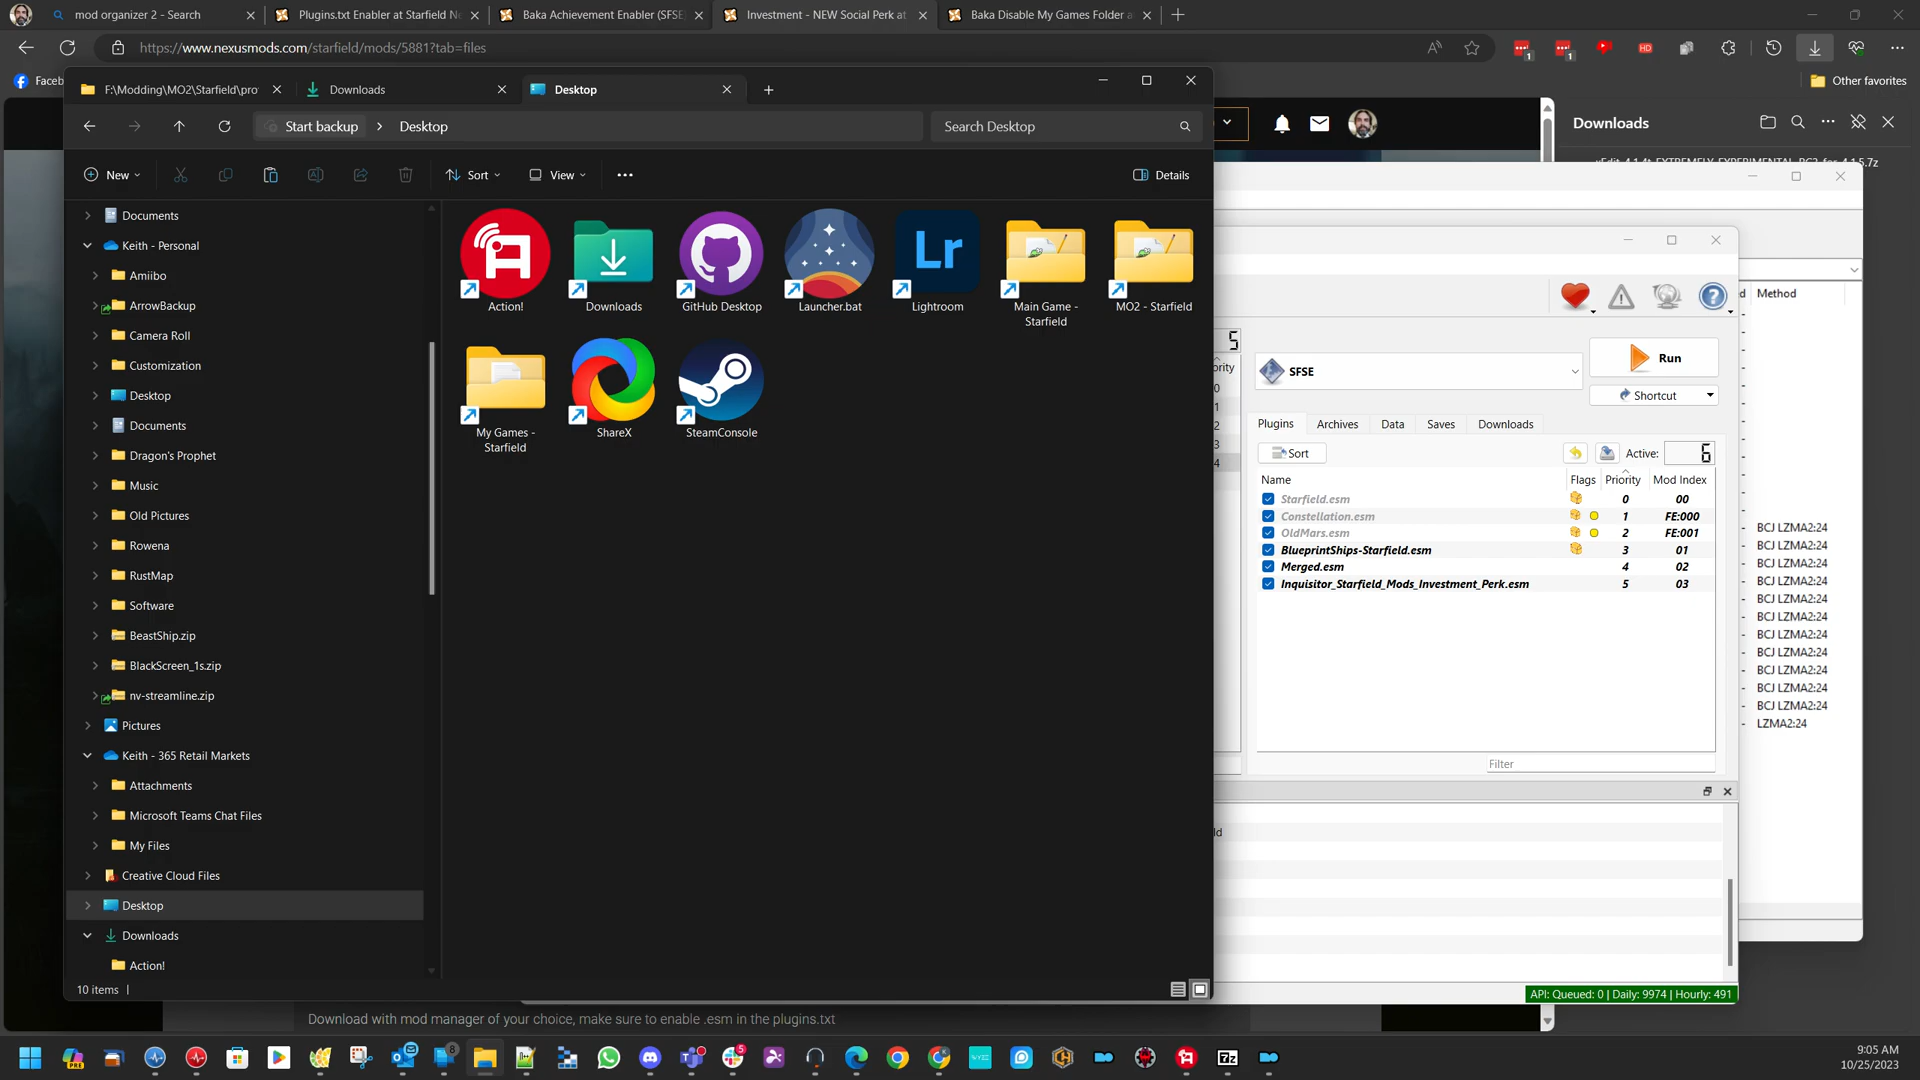 mod organizer 2 - Search
Plugins.txt Enabler at Starfield N
Baka Achievement Enabler (SFSE
Investment - NEW Social Perk at
Baka Disable My Games Folder a
https://www.nexusmods.com/starfield/mods/5881?tab=files
Faceb
Other favorites
F:\Modding\MO2\Starfield\pro
Downloads
Desktop
Start backup
Desktop
Search Desktop
Downloads
New
Sort
View
Details
Documents
Keith - Personal
Amiibo
ArrowBackup
Camera Roll
Customization
Desktop
Documents
Dragon's Prophet
Music
Old Pictures
Rowena
RustMap
Software
BeastShip.zip
BlackScreen_1s.zip
nv-streamline.zip
Pictures
Keith - 365 Retail Markets
Attachments
Microsoft Teams Chat Files
My Files
Creative Cloud Files
Desktop
Downloads
Action!
10 items
Action!
Downloads
GitHub Desktop
Launcher.bat
Lightroom
Main Game - Starfield
MO2 - Starfield
My Games - Starfield
ShareX
SteamConsole
Method
5
SFSE
Run
Shortcut
Plugins
Archives
Data
Saves
Downloads
Sort
Active:
6
Name
Flags
Priority
Mod Index
Starfield.esm 0 00
Constellation.esm 1 FE:000
OldMars.esm 2 FE:001
BlueprintShips-Starfield.esm 3 01
Merged.esm 4 02
Inquisitor_Starfield_Mods_Investment_Perk.esm 5 03
BCJ LZMA2:24
BCJ LZMA2:24
BCJ LZMA2:24
BCJ LZMA2:24
BCJ LZMA2:24
BCJ LZMA2:24
BCJ LZMA2:24
BCJ LZMA2:24
BCJ LZMA2:24
BCJ LZMA2:24
BCJ LZMA2:24
LZMA2:24
Filter
API: Queued: 0 | Daily: 9974 | Hourly: 491
Download with mod manager of your choice, make sure to enable .esm in the plugins.txt
9:05 AM
10/25/2023